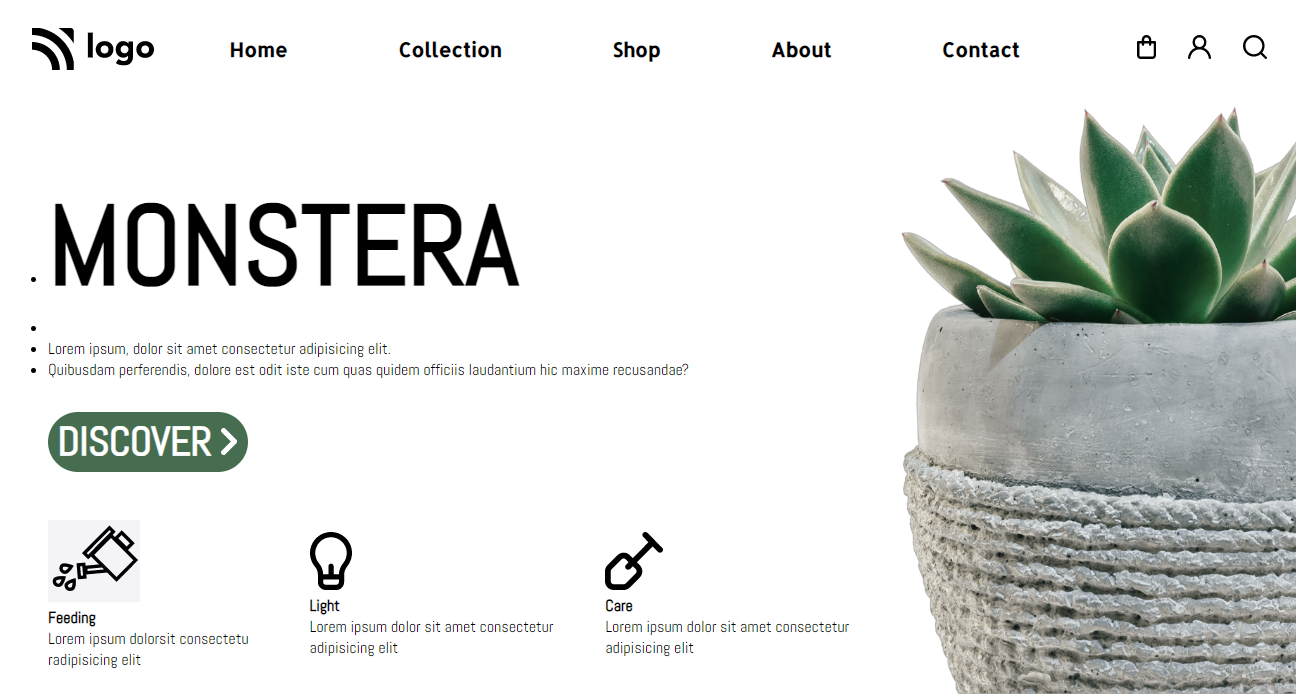 logo
Home
Collection
Shop
About
Contact
MONSTERA
Lorem ipsum, dolor sit amet consectetur adipisicing elit.
Quibusdam perferendis, dolore est odit iste cum quas quidem officiis laudantium hic maxime recusandae?
DISCOVER
Feeding
Lorem ipsum dolorsit consectetu
radipisicing elit
Light
Lorem ipsum dolor sit amet consectetur
adipisicing elit
Care
Lorem ipsum dolor sit amet consectetur
adipisicing elit